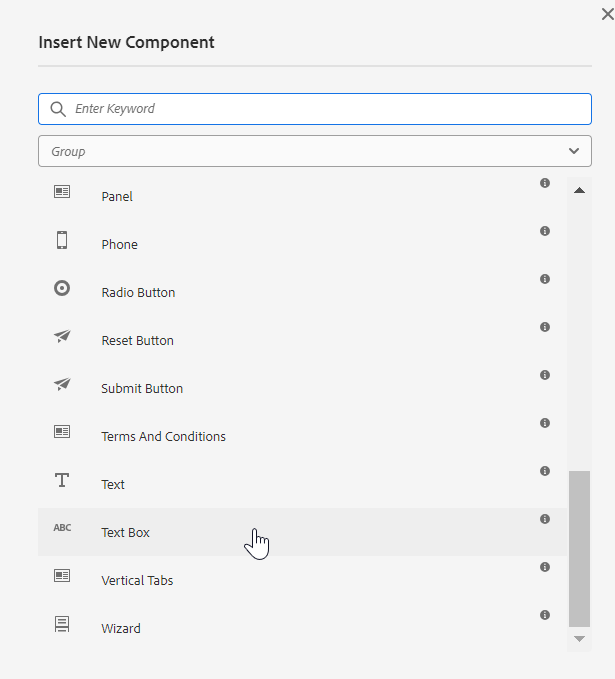 Insert New Component
Enter Keyword
Group
Panel
Phone
Radio Button
Reset Button
Submit Button
Terms And Conditions
Text
ABC Text Box
Vertical Tabs
Wizard